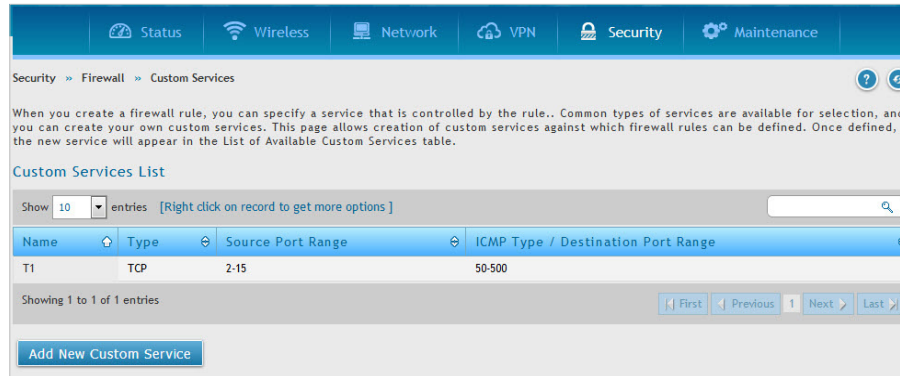 Status Wireless Network VPN Security Maintenance
Security » Firewall » Custom Services
When you create a firewall rule, you can specify a service that is controlled by the rule.. Common types of services are available for selection, and
you can create your own custom services. This page allows creation of custom services against which firewall rules can be defined. Once defined,
the new service will appear in the List of Available Custom Services table.
Custom Services List
Show 10 entries [Right click on record to get more options ]
Name Type Source Port Range ICMP Type / Destination Port Range
T1 TCP 2-15 50-500
Showing 1 to 1 of 1 entries First Previous 1 Next Last
Add New Custom Service